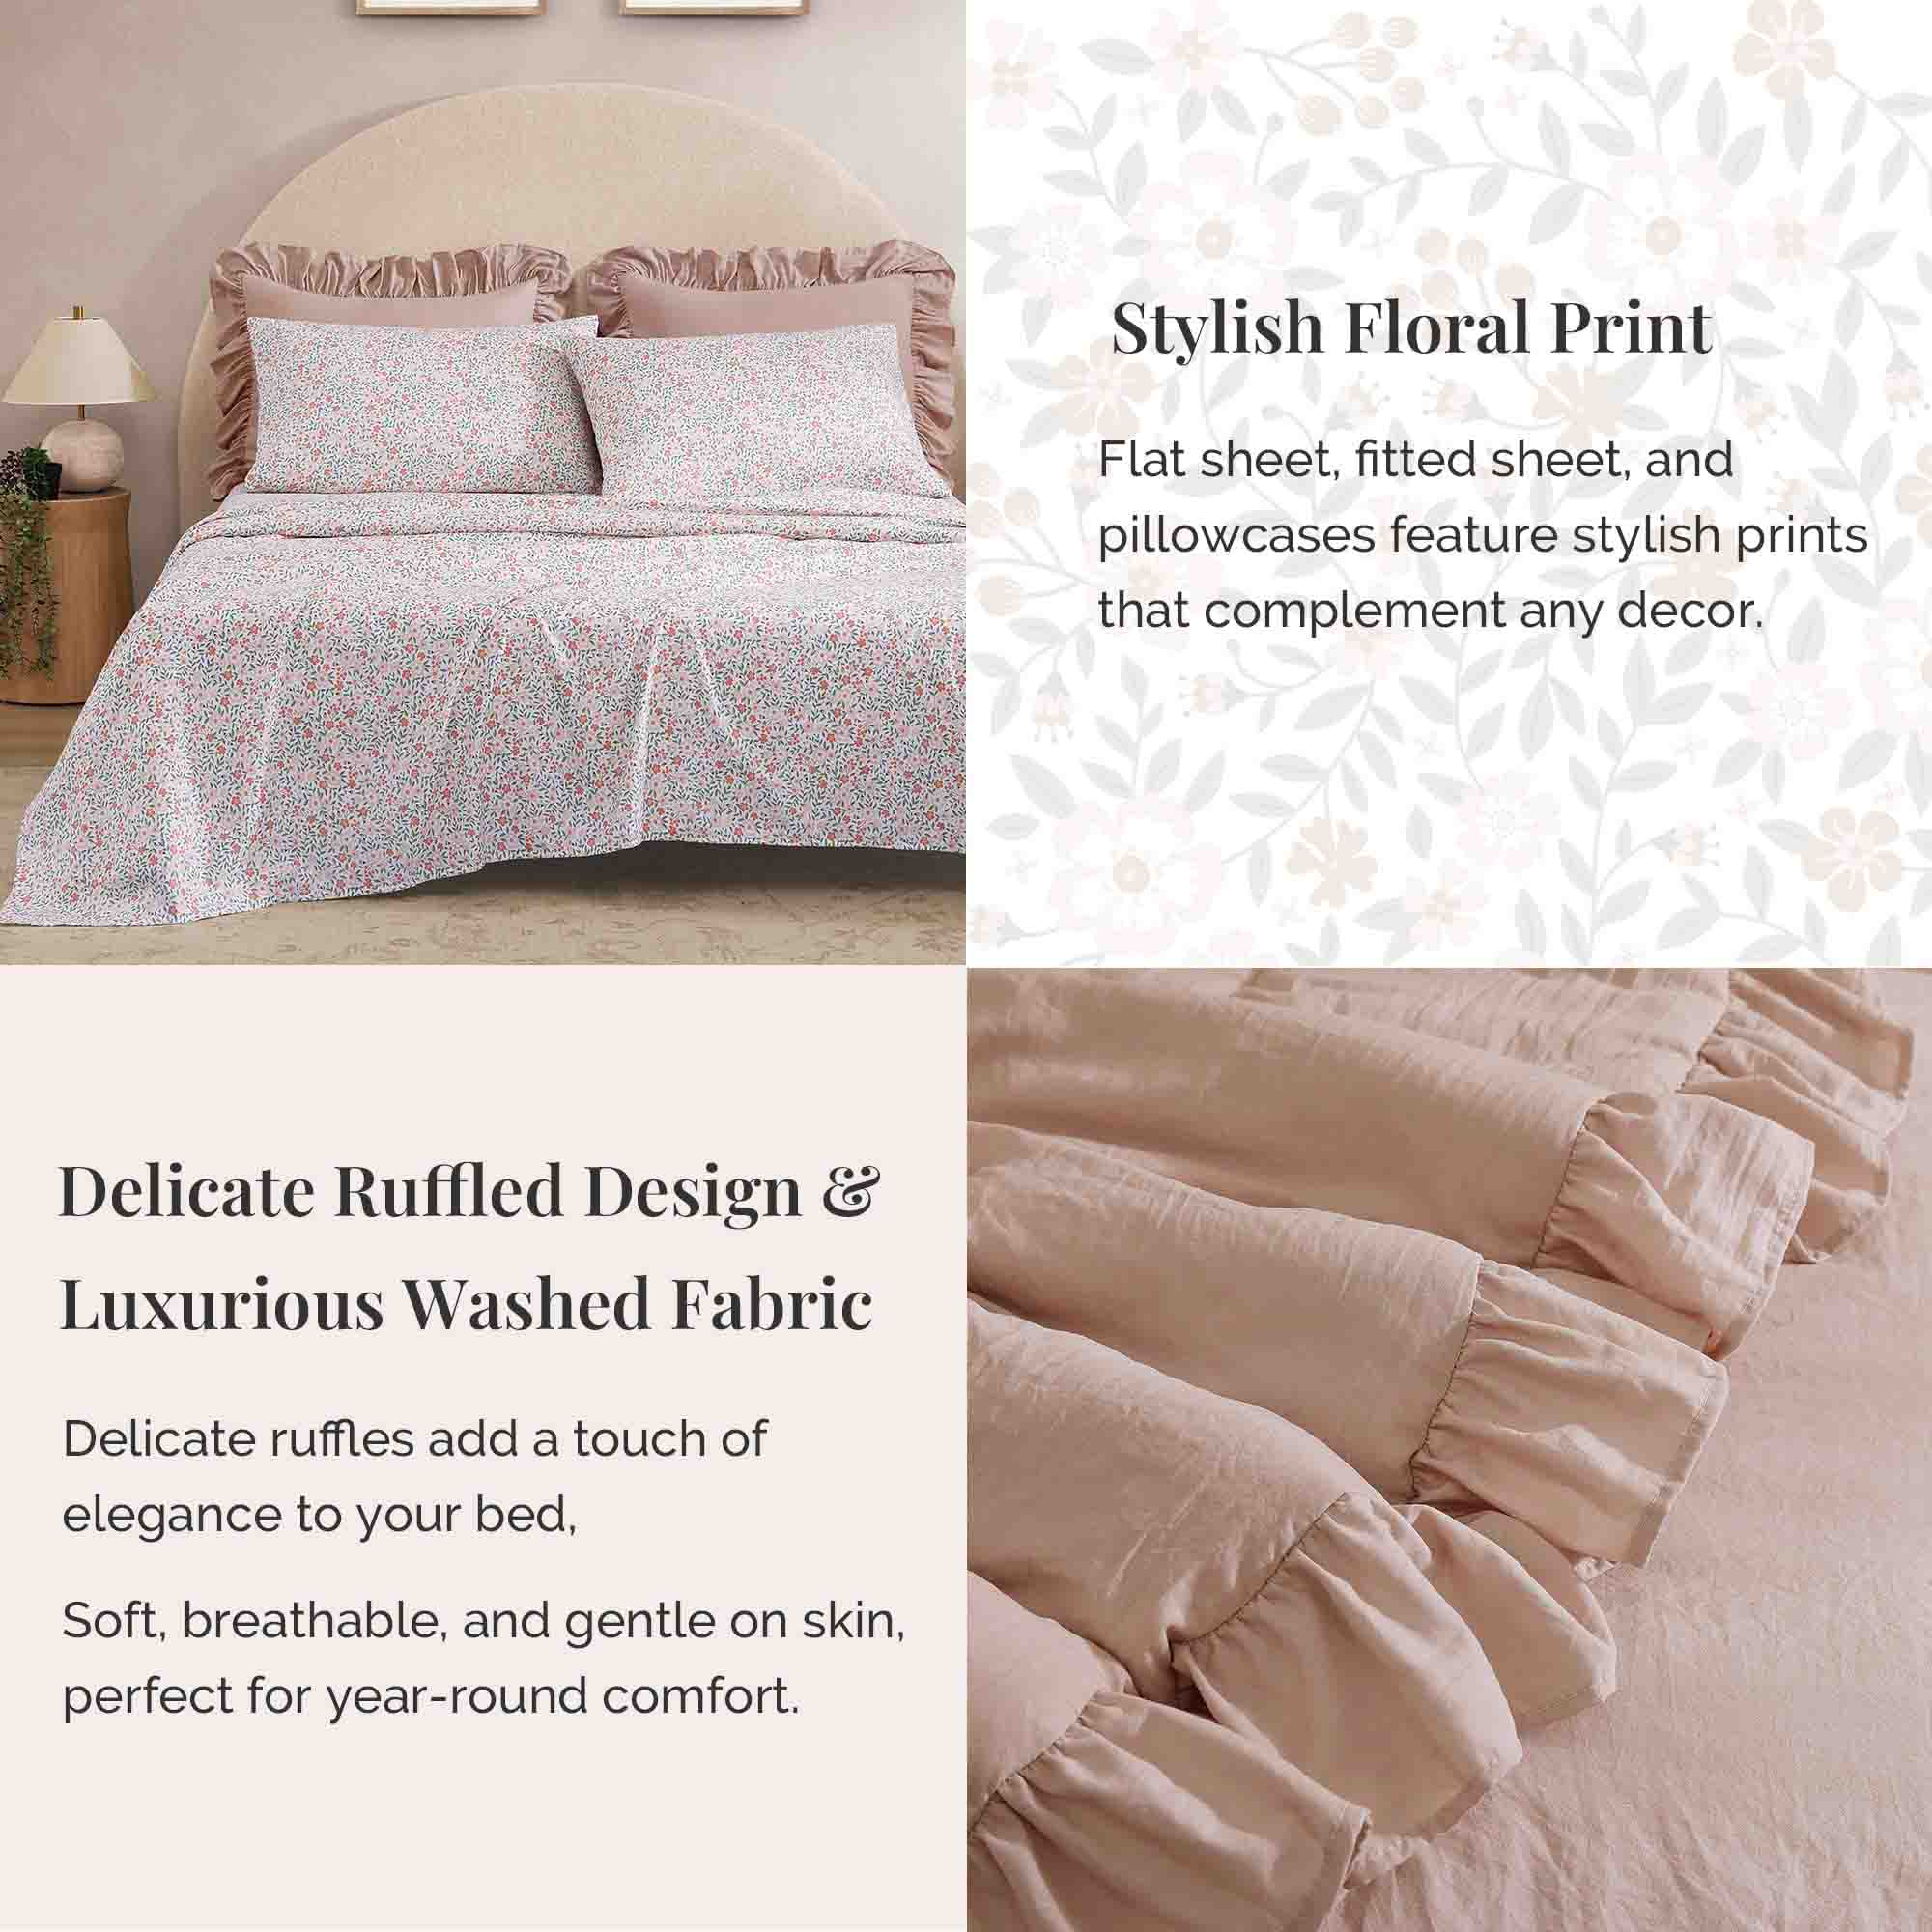 Stylish Floral Print
Flat sheet, fitted sheet, and
pillowcases feature stylish prints
that complement any decor.
Delicate Ruffled Design &
Luxurious Washed Fabric
Delicate ruffles add a touch of
elegance to your bed,
Soft, breathable, and gentle on skin,
perfect for year-round comfort.